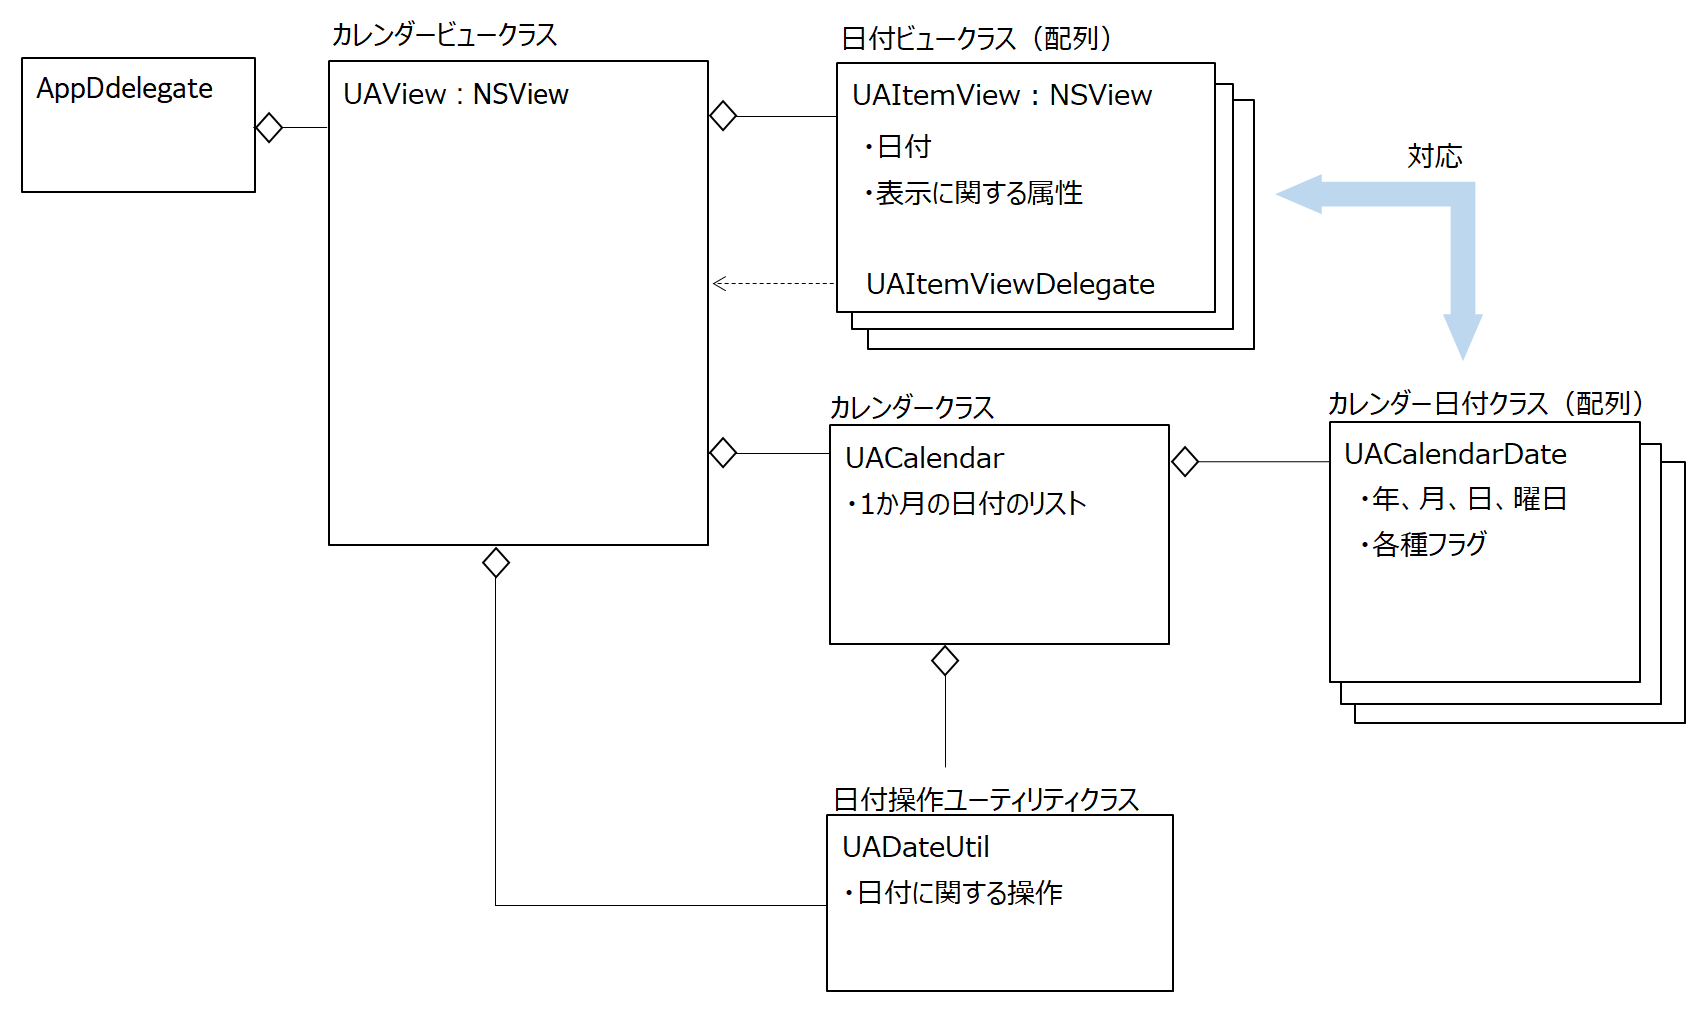 カレンダービュークラス
AppDdelegate
UAView : NSView
日付ビュークラス（配列）
UAItemView : NSView
・日付
・表示に関する属性
UAItemViewDelegate
対応
カレンダークラス
UACalendar
・1か月の日付のリスト
カレンダー日付クラス（配列）
UACalendarDate
・年、月、日、曜日
・各種フラグ
日付操作ユーティリティクラス
UADateUtil
・日付に関する操作